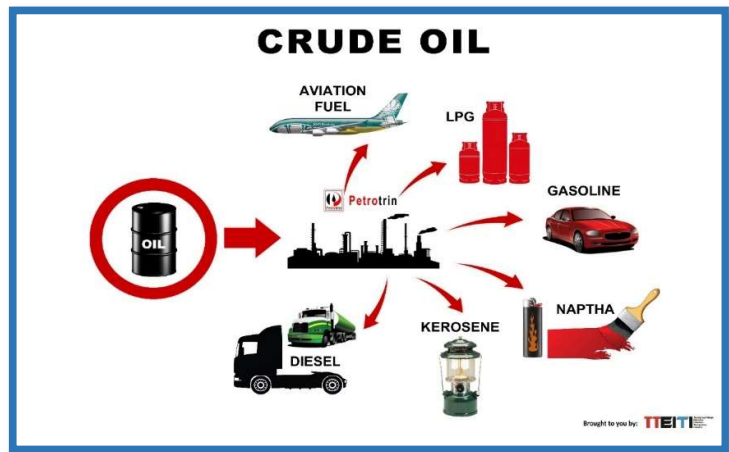 CRUDE OIL
AVIATION
FUEL
LPG
Petrotrin
GASOLINE
OIL
NAPTHA
KEROSENE
DIESEL
Brought to you by: TTEITI